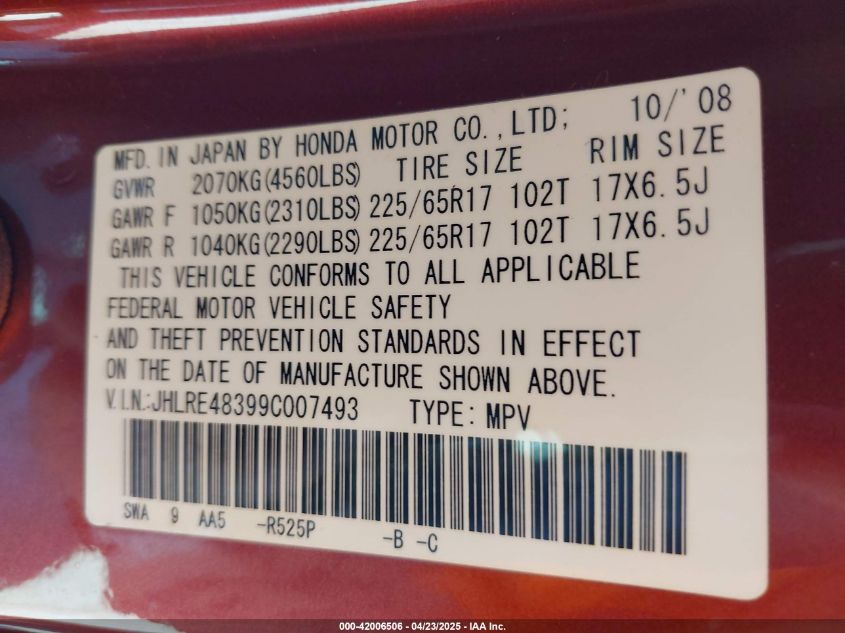 MFD. IN JAPAN BY HONDA MOTOR CO., LTD; 10/'08
GVWR 2070KG(4560LBS) TIRE SIZE RIM SIZE
GAWR F 1050KG(2310LBS) 225/65R17 102T 17X6.5J
GAWR R 1040KG(2290LBS) 225/65R17 102T 17X6.5J
THIS VEHICLE CONFORMS TO ALL APPLICABLE
FEDERAL MOTOR VEHICLE SAFETY
AND THEFT PREVENTION STANDARDS IN EFFECT
ON THE DATE OF MANUFACTURE SHOWN ABOVE.
V.I.N.:JHLRE48399C007493 TYPE: MPV
SWA 9 AA5 -R525P -B -C
000-42006506 - 04/23/2025 - IAA Inc.